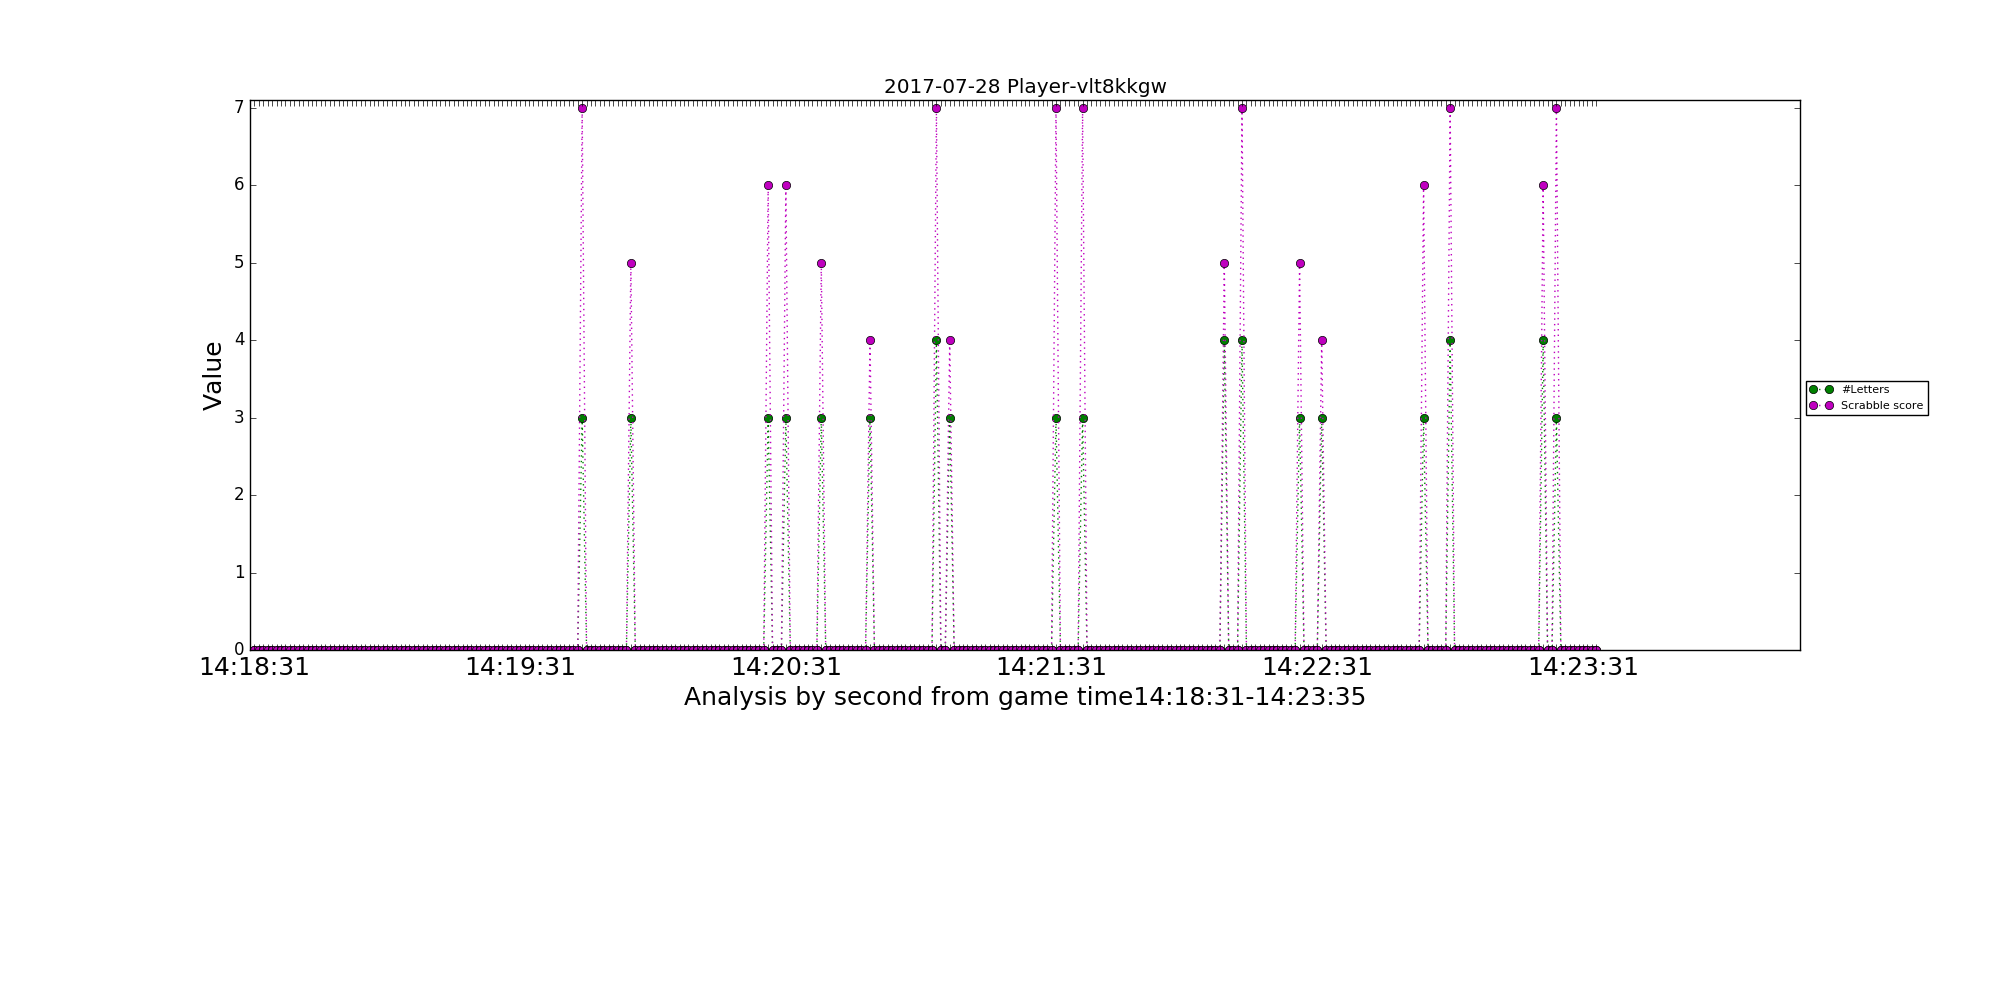 2017-07-28 Player-vlt8kkgw
7
6
5
4
3
2
1
0
Value
#Letters
Scrabble score
14:18:31 14:19:31 14:20:31 14:21:31 14:22:31 14:23:31
Analysis by second from game time14:18:31-14:23:35